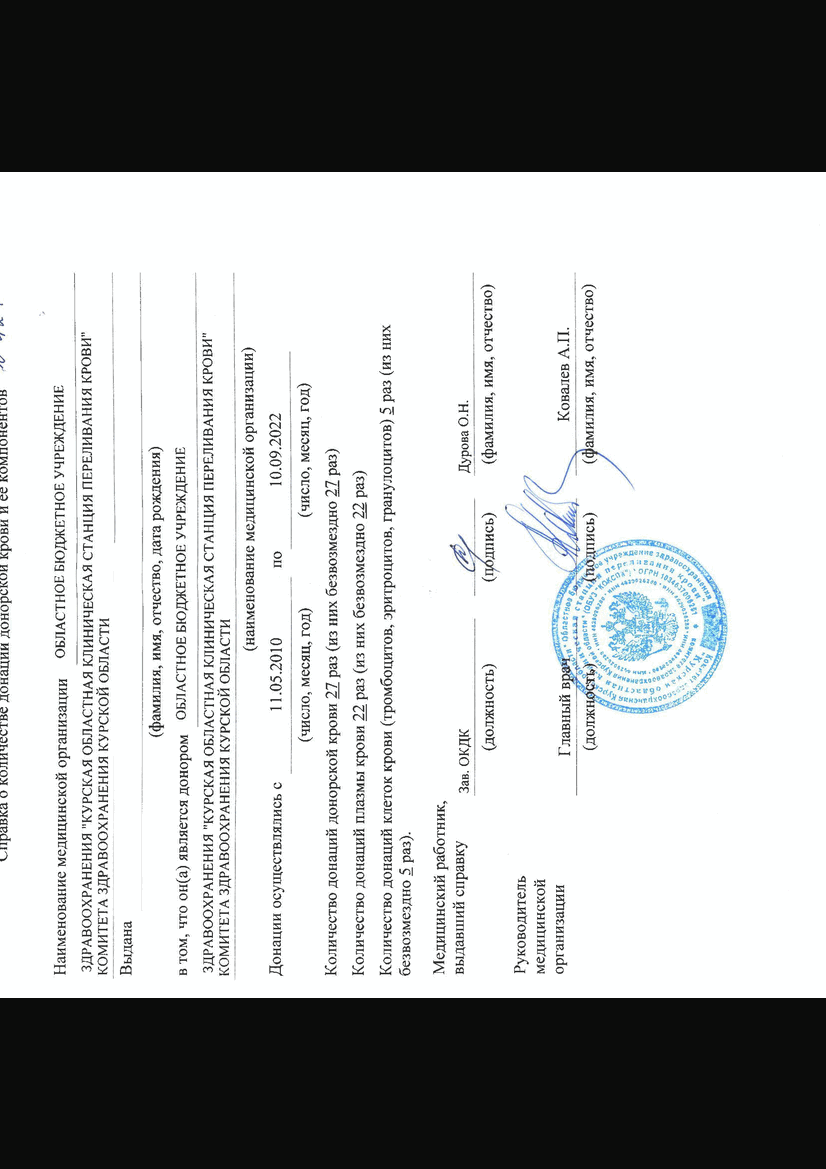 Справка о количестве донаций донорской крови и ее компонентов
Наименование медицинской организации ОБЛАСТНОЕ БЮДЖЕТНОЕ УЧРЕЖДЕНИЕ
ЗДРАВООХРАНЕНИЯ "КУРСКАЯ ОБЛАСТНАЯ КЛИНИЧЕСКАЯ СТАНЦИЯ ПЕРЕЛИВАНИЯ КРОВИ"
КОМИТЕТА ЗДРАВООХРАНЕНИЯ КУРСКОЙ ОБЛАСТИ
Выдана
(фамилия, имя, отчество, дата рождения)
в том, что он(а) является донором ОБЛАСТНОЕ БЮДЖЕТНОЕ УЧРЕЖДЕНИЕ
ЗДРАВООХРАНЕНИЯ "КУРСКАЯ ОБЛАСТНАЯ КЛИНИЧЕСКАЯ СТАНЦИЯ ПЕРЕЛИВАНИЯ КРОВИ"
КОМИТЕТА ЗДРАВООХРАНЕНИЯ КУРСКОЙ ОБЛАСТИ
(наименование медицинской организации)
Донации осуществлялись с 11.05.2010 по 10.09.2022
(число, месяц, год) (число, месяц, год)
Количество донаций донорской крови 27 раз (из них безвозмездно 27 раз)
Количество донаций плазмы крови 22 раз (из них безвозмездно 22 раз)
Количество донаций клеток крови (тромбоцитов, эритроцитов, гранулоцитов) 5 раз (из них
безвозмездно 5 раз).
Медицинский работник,
выдавший справку Зав. ОКДК Дурова О.Н.
(должность) (подпись) (фамилия, имя, отчество)
Руководитель
медицинской
организации Главный врач Ковалев А.П.
(должность) (подпись) (фамилия, имя, отчество)